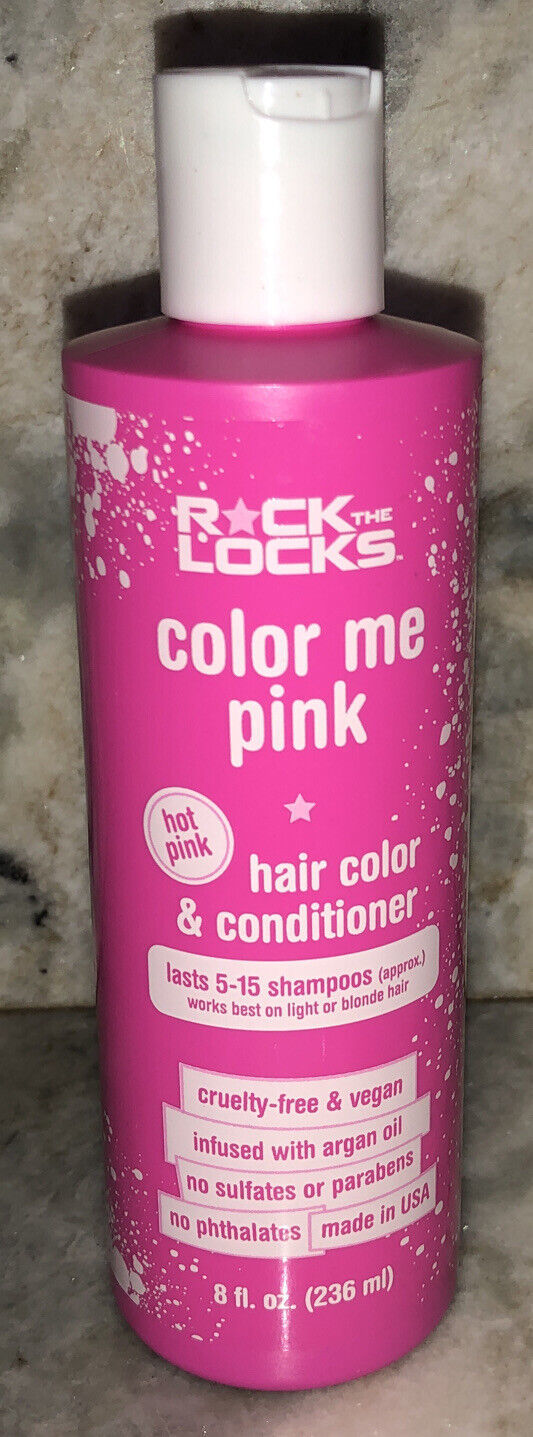 R★CK THE
LOCKS™
color me
pink
hot
pink
hair color
& conditioner
lasts 5-15 shampoos (approx.)
works best on light or blonde hair
cruelty-free & vegan
infused with argan oil
no sulfates or parabens
no phthalates made in USA
8 fl. oz. (236 ml)